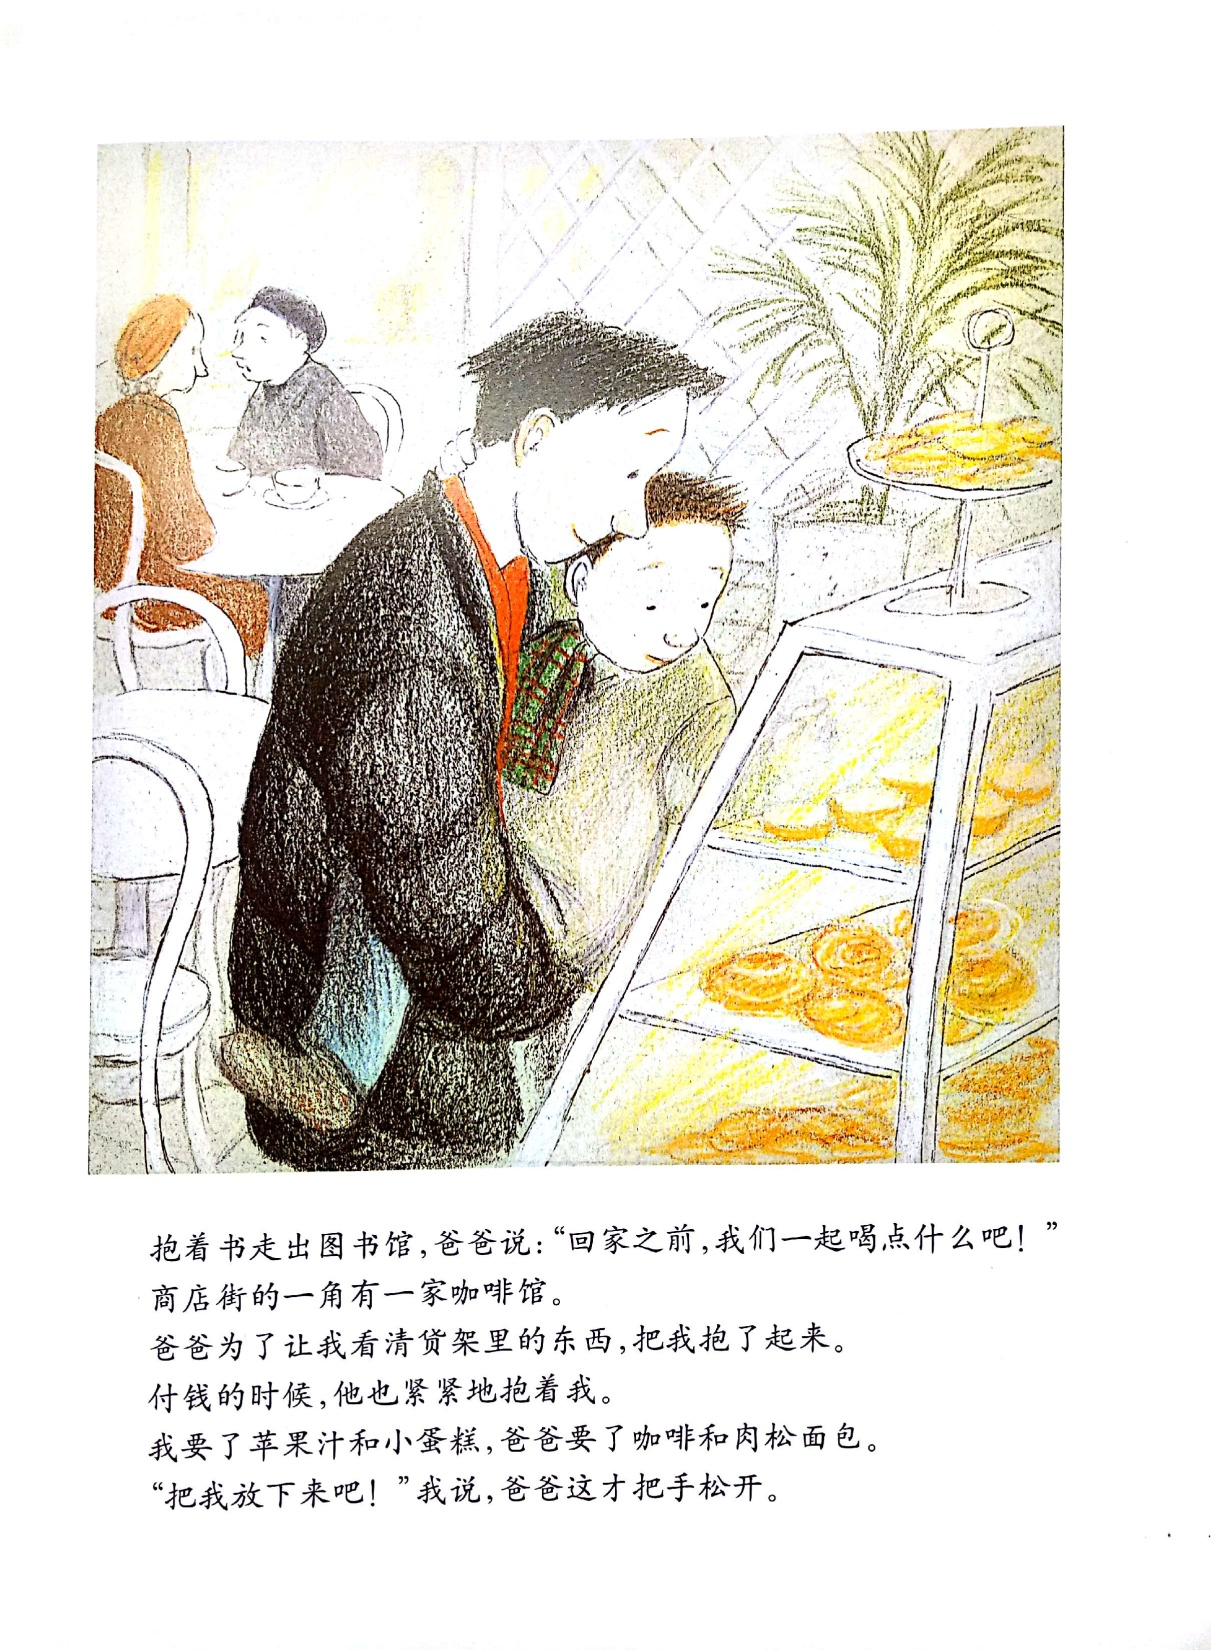 抱着书走出图书馆，爸爸说：“回家之前，我们一起喝点什么吧！”
商店街的一角有一家咖啡馆。
爸爸为了让我看清货架里的东西，把我抱了起来。
付钱的时候，他也紧紧地抱着我。
我要了苹果汁和小蛋糕，爸爸要了咖啡和肉松面包。
“把我放下来吧！”我说，爸爸这才把手松开。